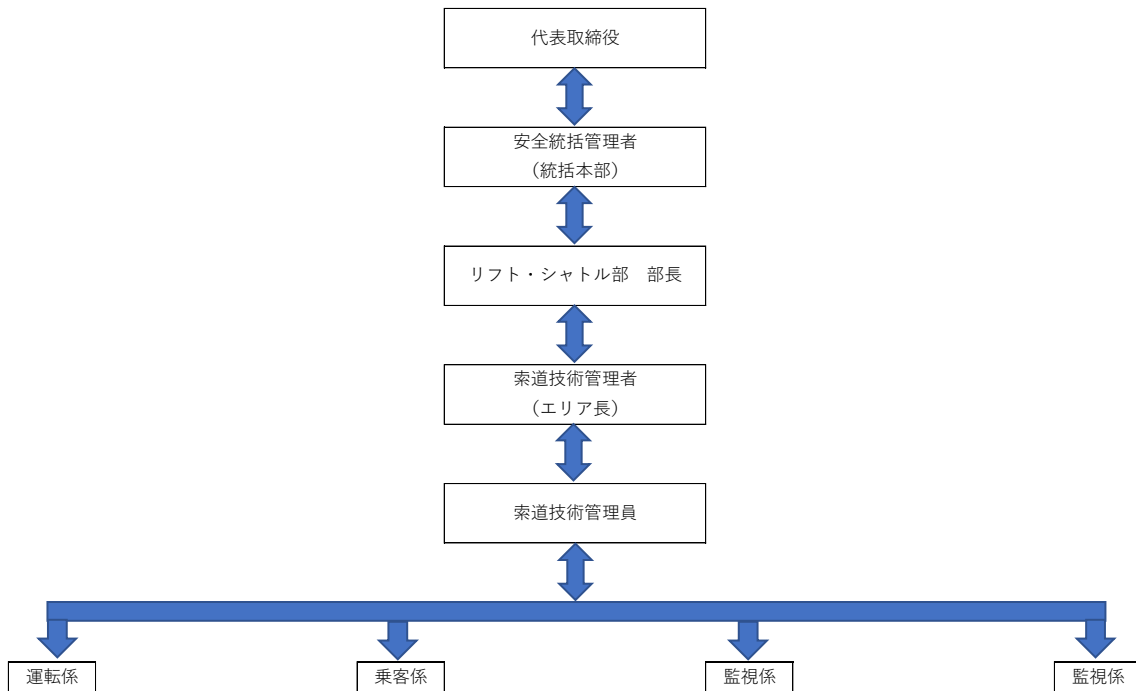 代表取締役
安全統括管理者
（統括本部）
リフト・シャトル部　部長
索道技術管理者
（エリア長）
索道技術管理員
運転係
乗客係
監視係
監視係